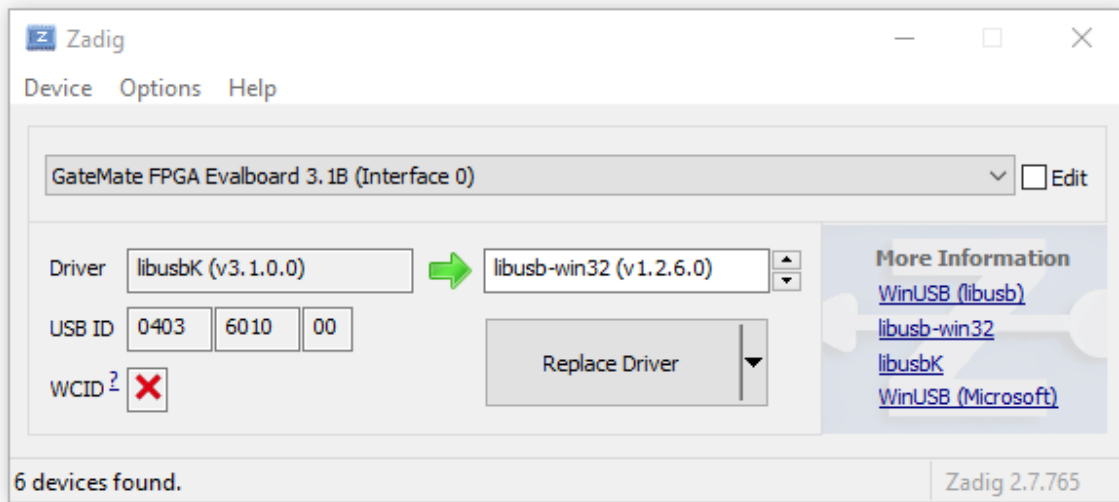 Zadig
Device Options Help
GateMate FPGA Evalboard 3.1B (Interface 0)
Edit
Driver libusbK (v3.1.0.0) libusb-win32 (v1.2.6.0)
USB ID 0403 6010 00
WCID ?
Replace Driver
More Information
WinUSB (libusb)
libusb-win32
libusbK
WinUSB (Microsoft)
6 devices found.
Zadig 2.7.765